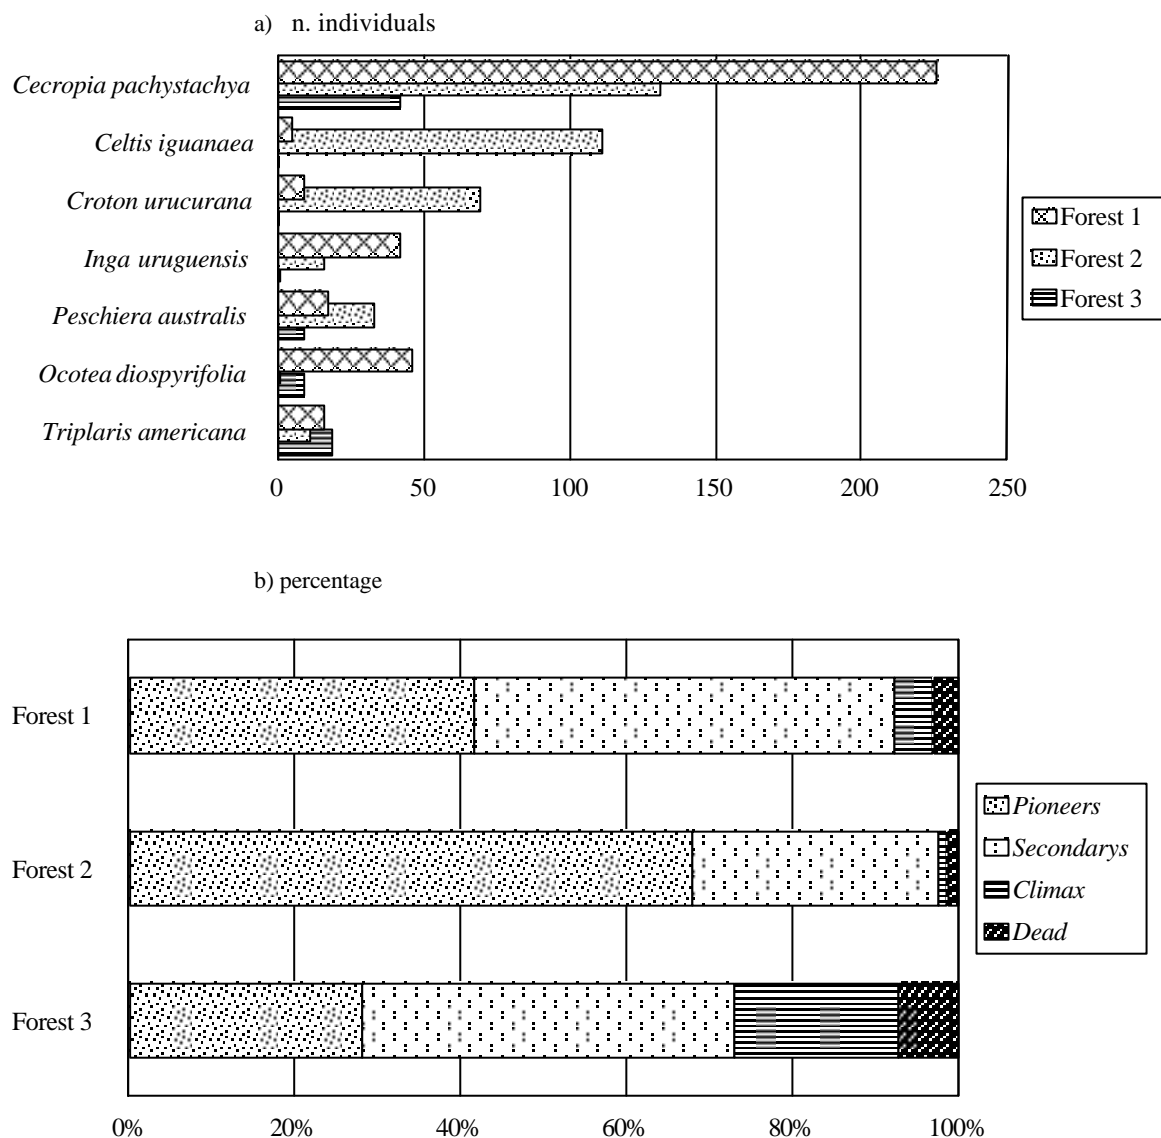 a) n. individuals
Cecropia pachystachya
Celtis iguanaea
Croton urucurana
Inga uruguensis
Peschiera australis
Ocotea diospyrifolia
Triplaris americana
0 50 100 150 200 250
Forest 1
Forest 2
Forest 3
b) percentage
Forest 1
Forest 2
Forest 3
0% 20% 40% 60% 80% 100%
Pioneers
Secondarys
Climax
Dead